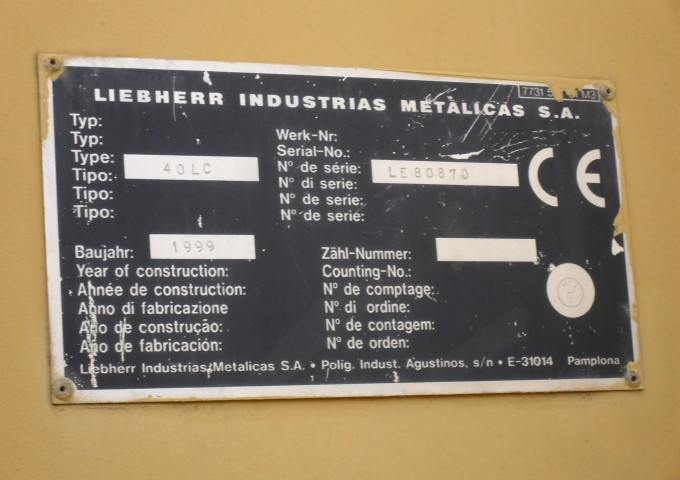 7731 5 M3
LIEBHERR INDUSTRIAS METALICAS S.A.
Typ:
Typ:
Type:
Tipo:
Tipo:
Tipo:
40LC
Werk-Nr:
Serial-No.:
N° de série:
N° di serie:
N° de serie:
N° de serie:
LE80870
CE
Baujahr: 1999
Year of construction:
Année de construction:
Anno di fabricazione
Ano de construção:
Año de fabricación:
Zähl-Nummer:
Counting-No.:
N° de comptage:
N° di ordine:
N° de contagem:
N° de orden:
Liebherr Industrias Metalicas S.A. • Polig. Indust. Agustinos, s/n • E-31014 Pamplona